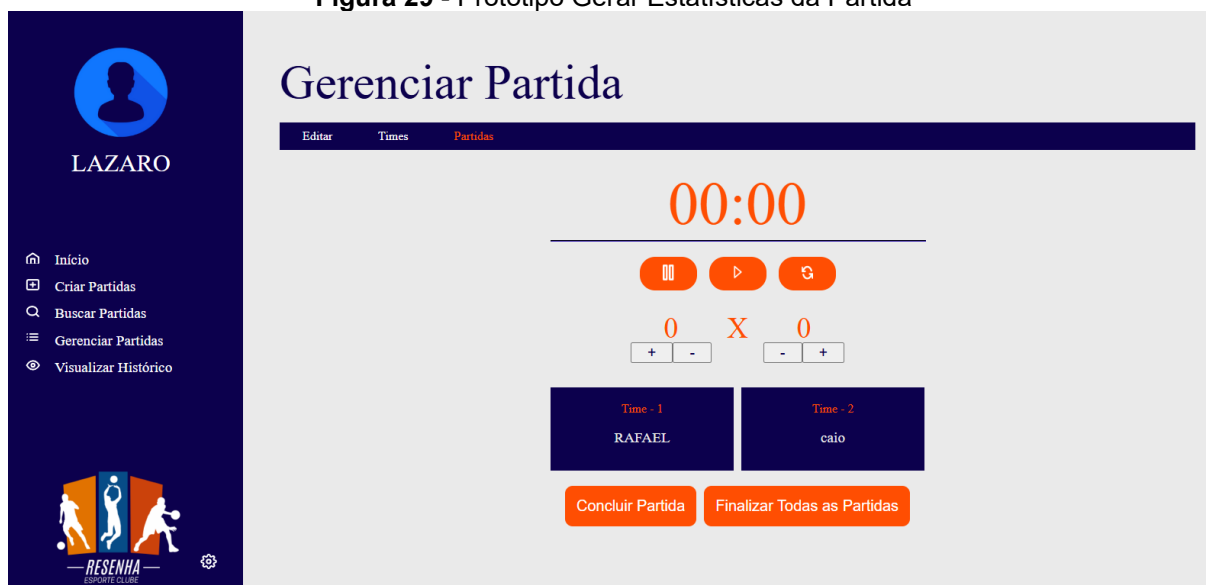 Figura 29 - Protótipo Gerar Estatísticas da Partida
LAZARO
Início
Criar Partidas
Buscar Partidas
Gerenciar Partidas
Visualizar Histórico
RESENHA
ESPORTE CLUBE
Gerenciar Partida
Editar Times Partidas
00:00
0 X 0
+ - - +
Time - 1
RAFAEL
Time - 2
caio
Concluir Partida Finalizar Todas as Partidas